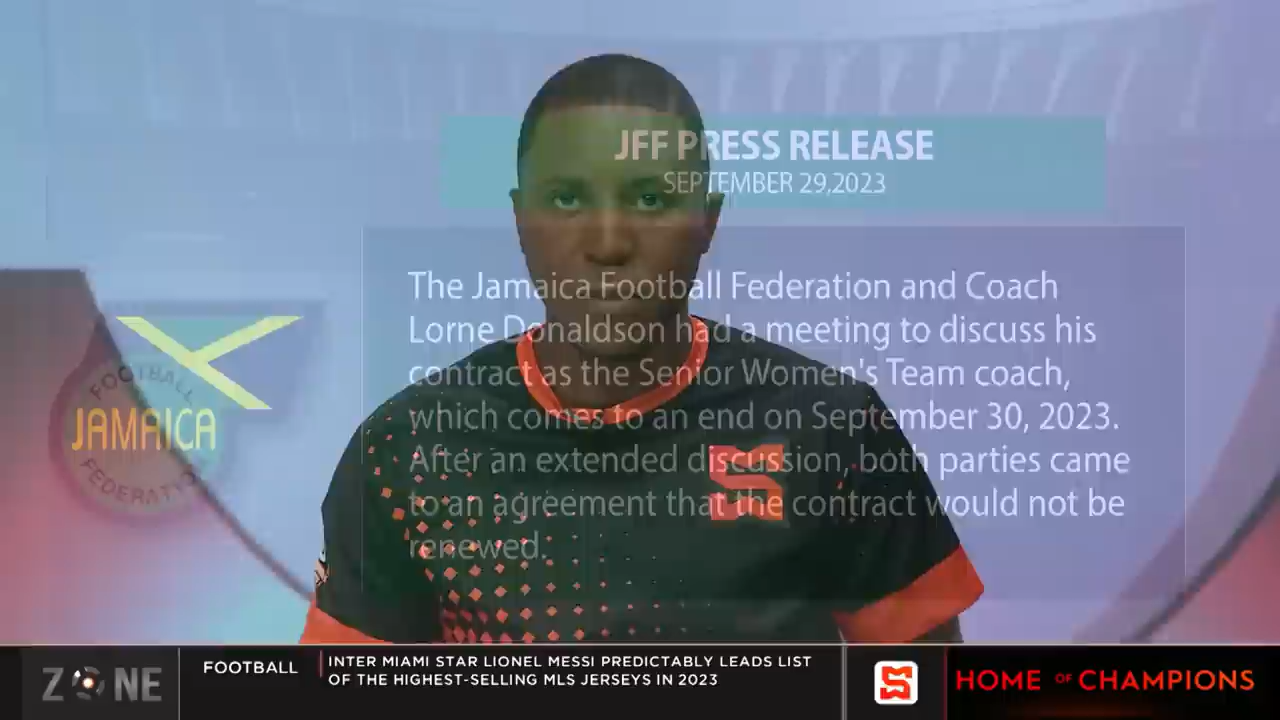 JFF PRESS RELEASE
SEPTEMBER 29,2023
The Jamaica Football Federation and Coach
Lorne Donaldson had a meeting to discuss his
contract as the Senior Women's Team coach,
which comes to an end on September 30, 2023.
After an extended discussion, both parties came
to an agreement that the contract would not be
renewed.
FOOTBALL
JAMAICA
FEDERATION
ZONE
FOOTBALL
INTER MIAMI STAR LIONEL MESSI PREDICTABLY LEADS LIST
OF THE HIGHEST-SELLING MLS JERSEYS IN 2023
HOME OF CHAMPIONS